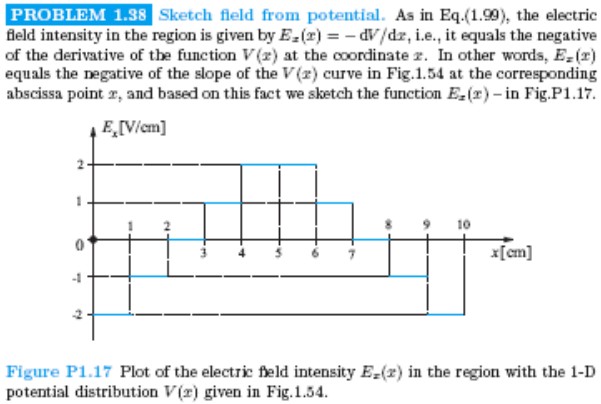 PROBLEM 1.38 Sketch field from potential. As in Eq.(1.99), the electric
field intensity in the region is given by Eₓ(x) = − dV/dx, i.e., it equals the negative
of the derivative of the function V(x) at the coordinate x. In other words, Eₓ(x)
equals the negative of the slope of the V(x) curve in Fig.1.54 at the corresponding
abscissa point x, and based on this fact we sketch the function Eₓ(x) – in Fig.P1.17.
Eₓ[V/cm]
2
1
1 2 8 9 10
0
3 4 5 6 7
x[cm]
-1
-2
Figure P1.17 Plot of the electric field intensity Eₓ(x) in the region with the 1-D
potential distribution V(x) given in Fig.1.54.